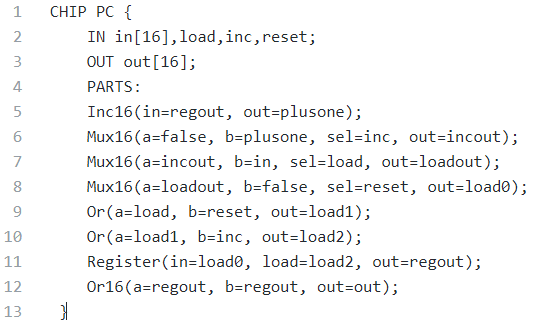 1 CHIP PC {
2     IN in[16],load,inc,reset;
3     OUT out[16];
4     PARTS:
5     Inc16(in=regout, out=plusone);
6     Mux16(a=false, b=plusone, sel=inc, out=incout);
7     Mux16(a=incout, b=in, sel=load, out=loadout);
8     Mux16(a=loadout, b=false, sel=reset, out=load0);
9     Or(a=load, b=reset, out=load1);
10     Or(a=load1, b=inc, out=load2);
11     Register(in=load0, load=load2, out=regout);
12     Or16(a=regout, b=regout, out=out);
13  }